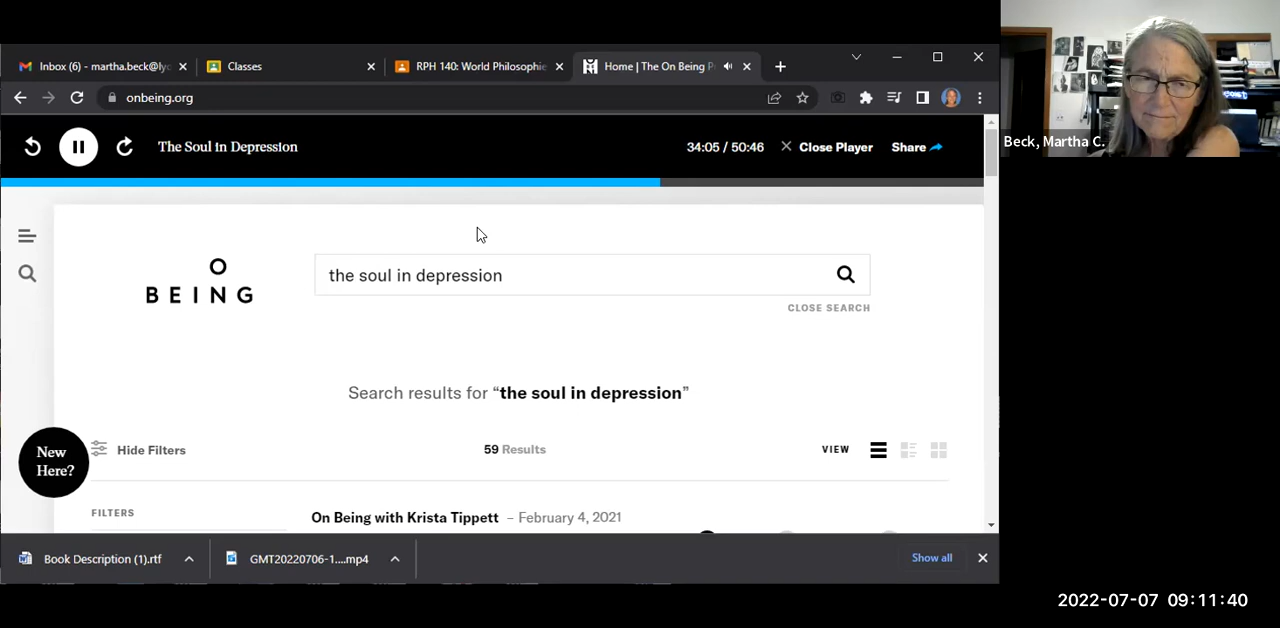 Inbox (6) - martha.beck@lyc
Classes
RPH 140: World Philosophie
Home | The On Being P
onbeing.org
The Soul in Depression
34:05 / 50:46
Close Player
Share
Beck, Martha C.
BEING
the soul in depression
CLOSE SEARCH
Search results for “the soul in depression”
New
Here?
Hide Filters
59 Results
VIEW
FILTERS
On Being with Krista Tippett – February 4, 2021
Book Description (1).rtf
GMT20220706-1....mp4
Show all
2022-07-07 09:11:40